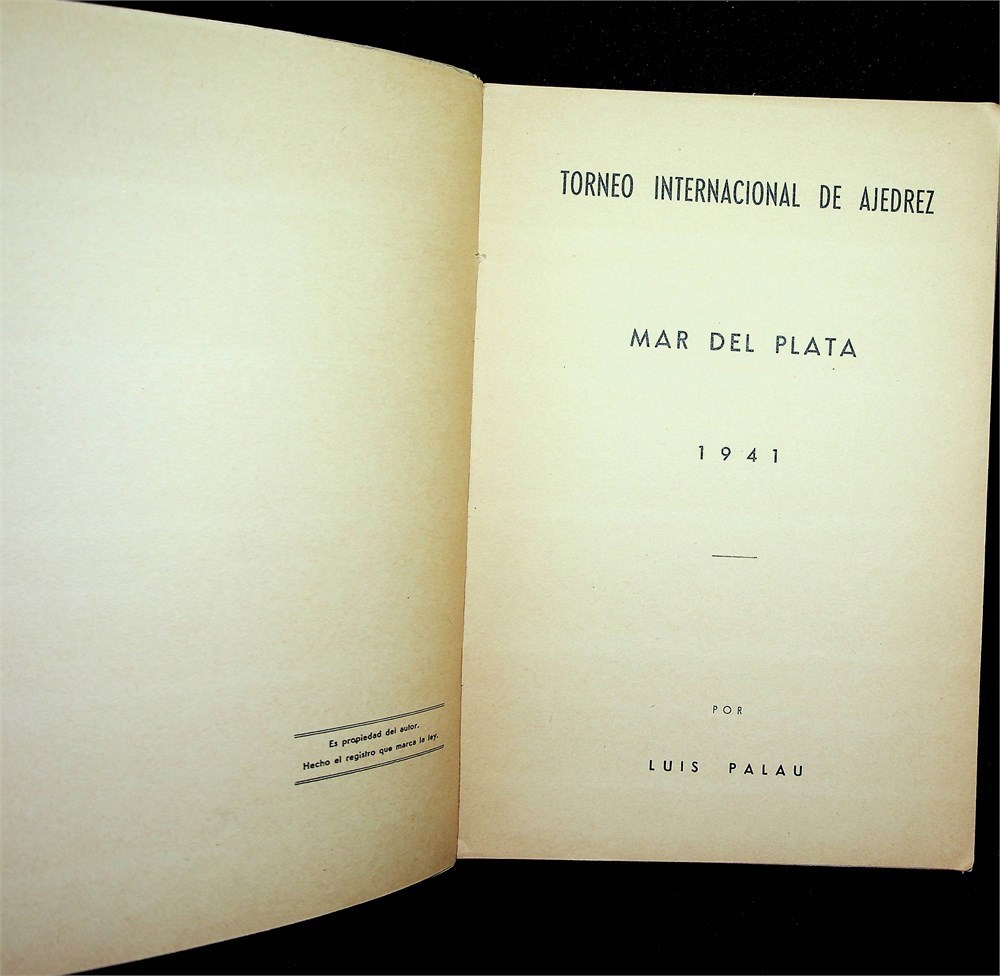 Es propiedad del autor.
Hecho el registro que marca la ley.
TORNEO INTERNACIONAL DE AJEDREZ
MAR DEL PLATA
1941
POR
LUIS PALAU